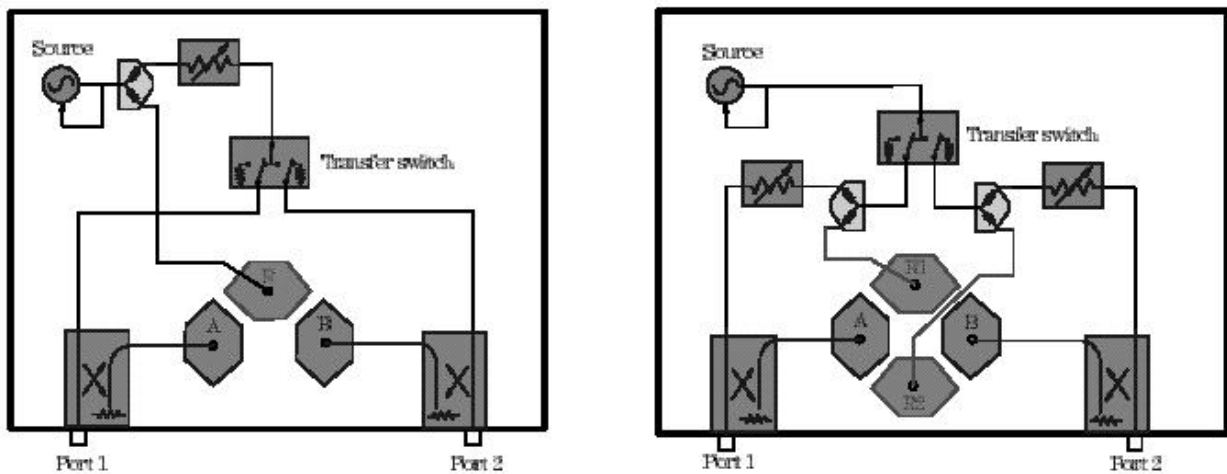 Source
Transfer switch
R
A
B
Port 1
Port 2
Source
Transfer switch
R1
A
B
R2
Port 1
Port 2